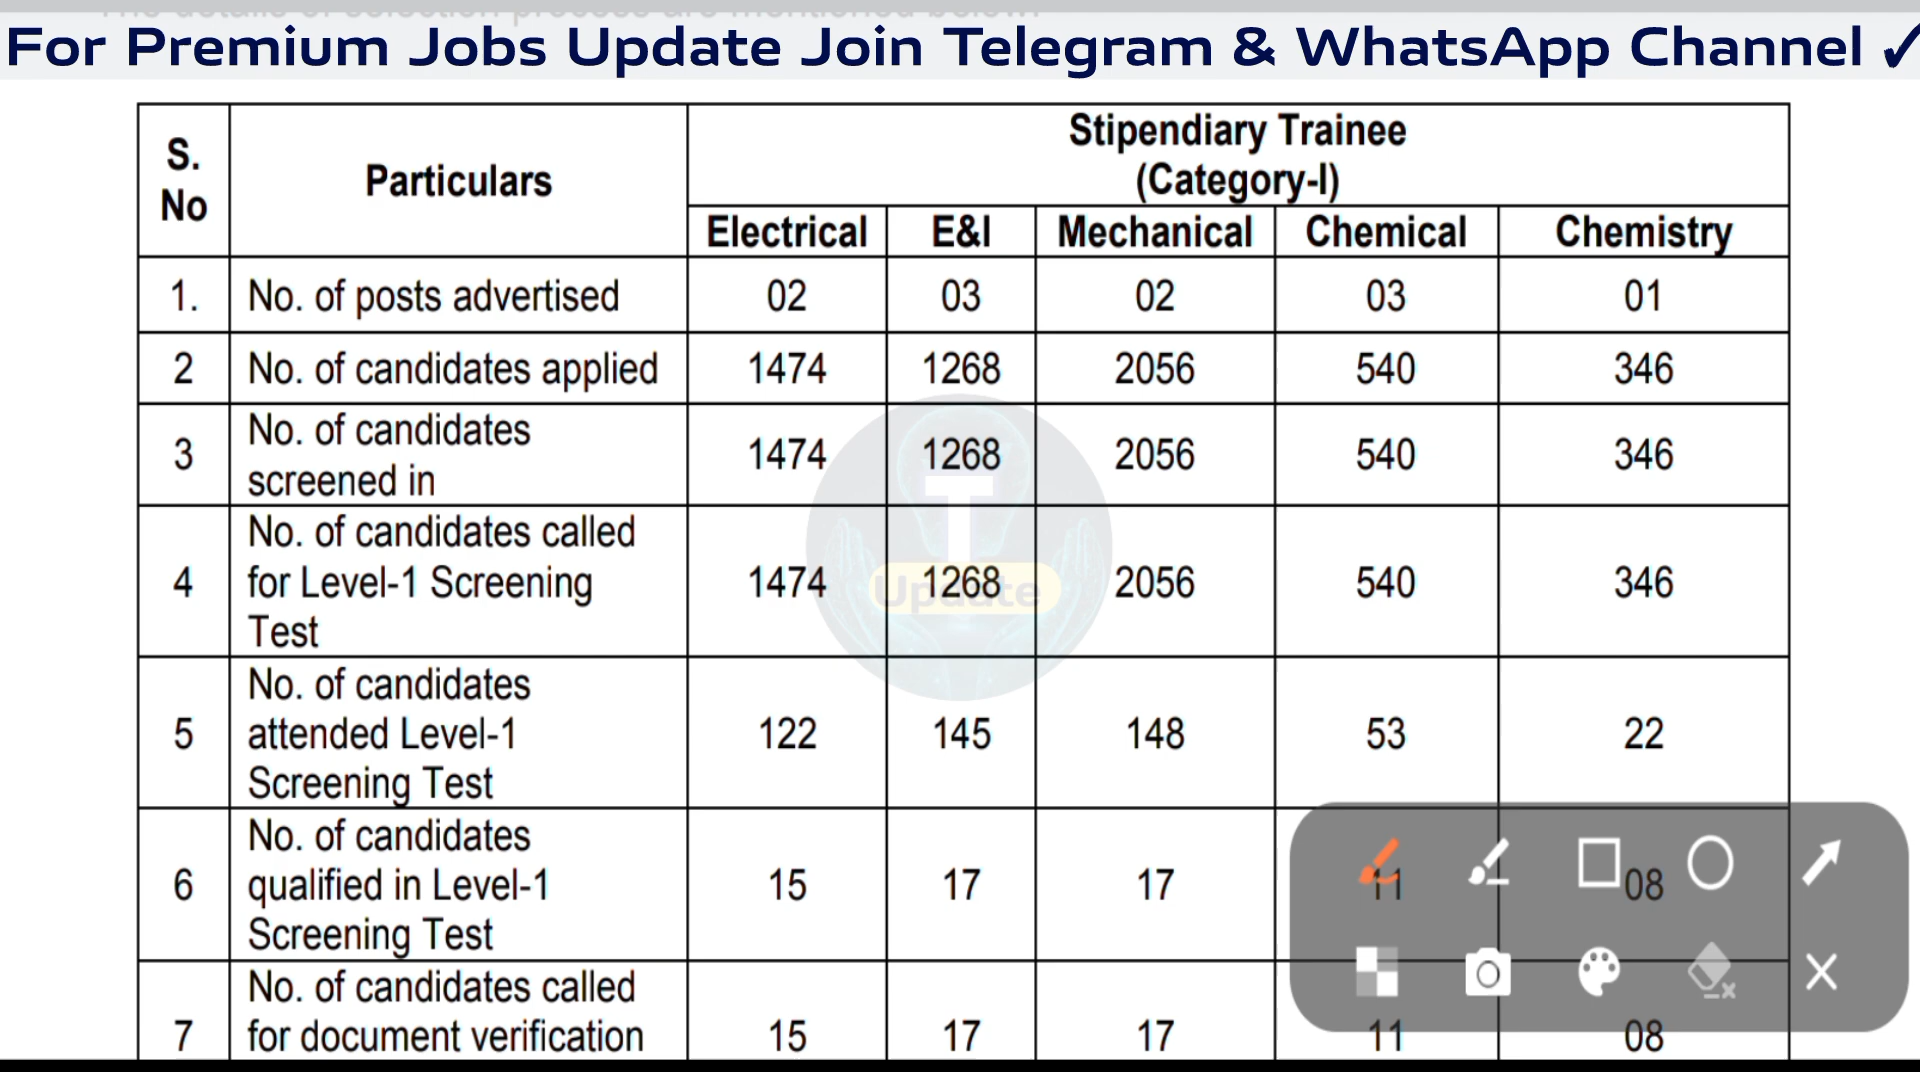 For Premium Jobs Update Join Telegram & WhatsApp Channel ✓
S. No | Particulars | Stipendiary Trainee (Category-I)
Electrical | E&I | Mechanical | Chemical | Chemistry
1. | No. of posts advertised | 02 | 03 | 02 | 03 | 01
2 | No. of candidates applied | 1474 | 1268 | 2056 | 540 | 346
3 | No. of candidates screened in | 1474 | 1268 | 2056 | 540 | 346
4 | No. of candidates called for Level-1 Screening Test | 1474 | 1268 | 2056 | 540 | 346
5 | No. of candidates attended Level-1 Screening Test | 122 | 145 | 148 | 53 | 22
6 | No. of candidates qualified in Level-1 Screening Test | 15 | 17 | 17 | 11 | 08
7 | No. of candidates called for document verification | 15 | 17 | 17 | 11 | 08
T
Update